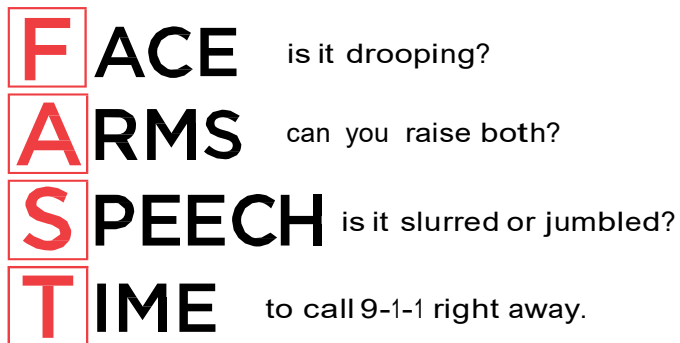 FACE is it drooping?
ARMS can you raise both?
SPEECH is it slurred or jumbled?
TIME to call 9-1-1 right away.